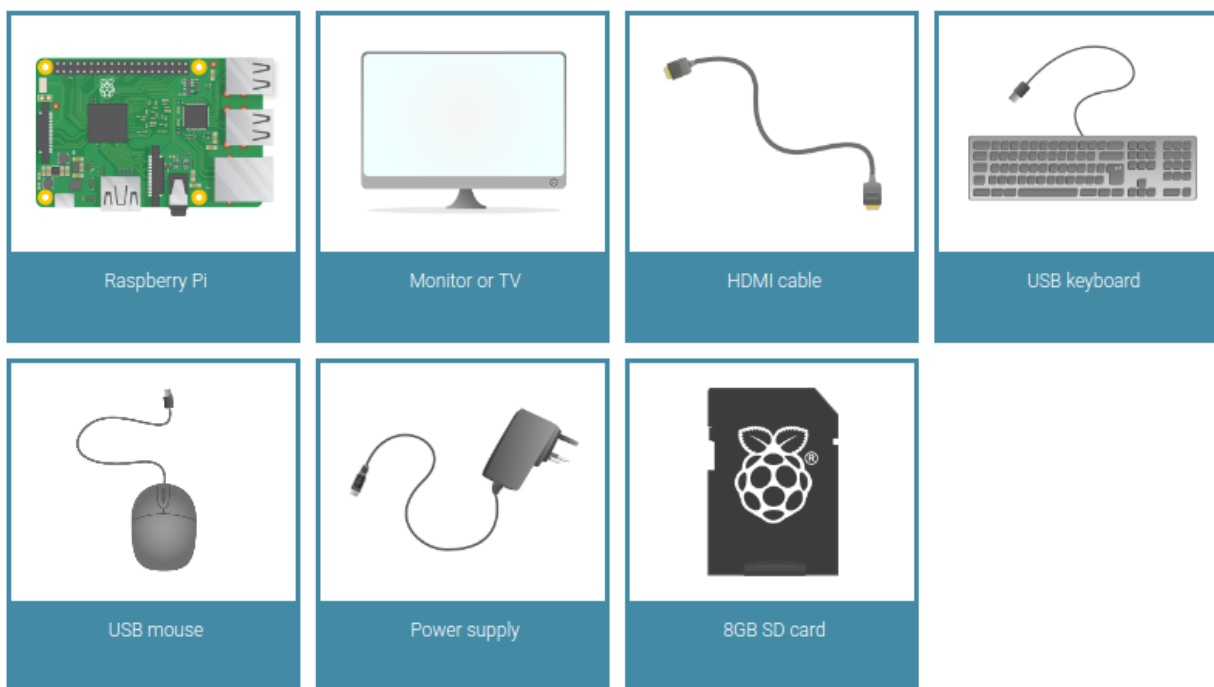 Raspberry Pi
Monitor or TV
HDMI cable
USB keyboard
USB mouse
Power supply
8GB SD card
®